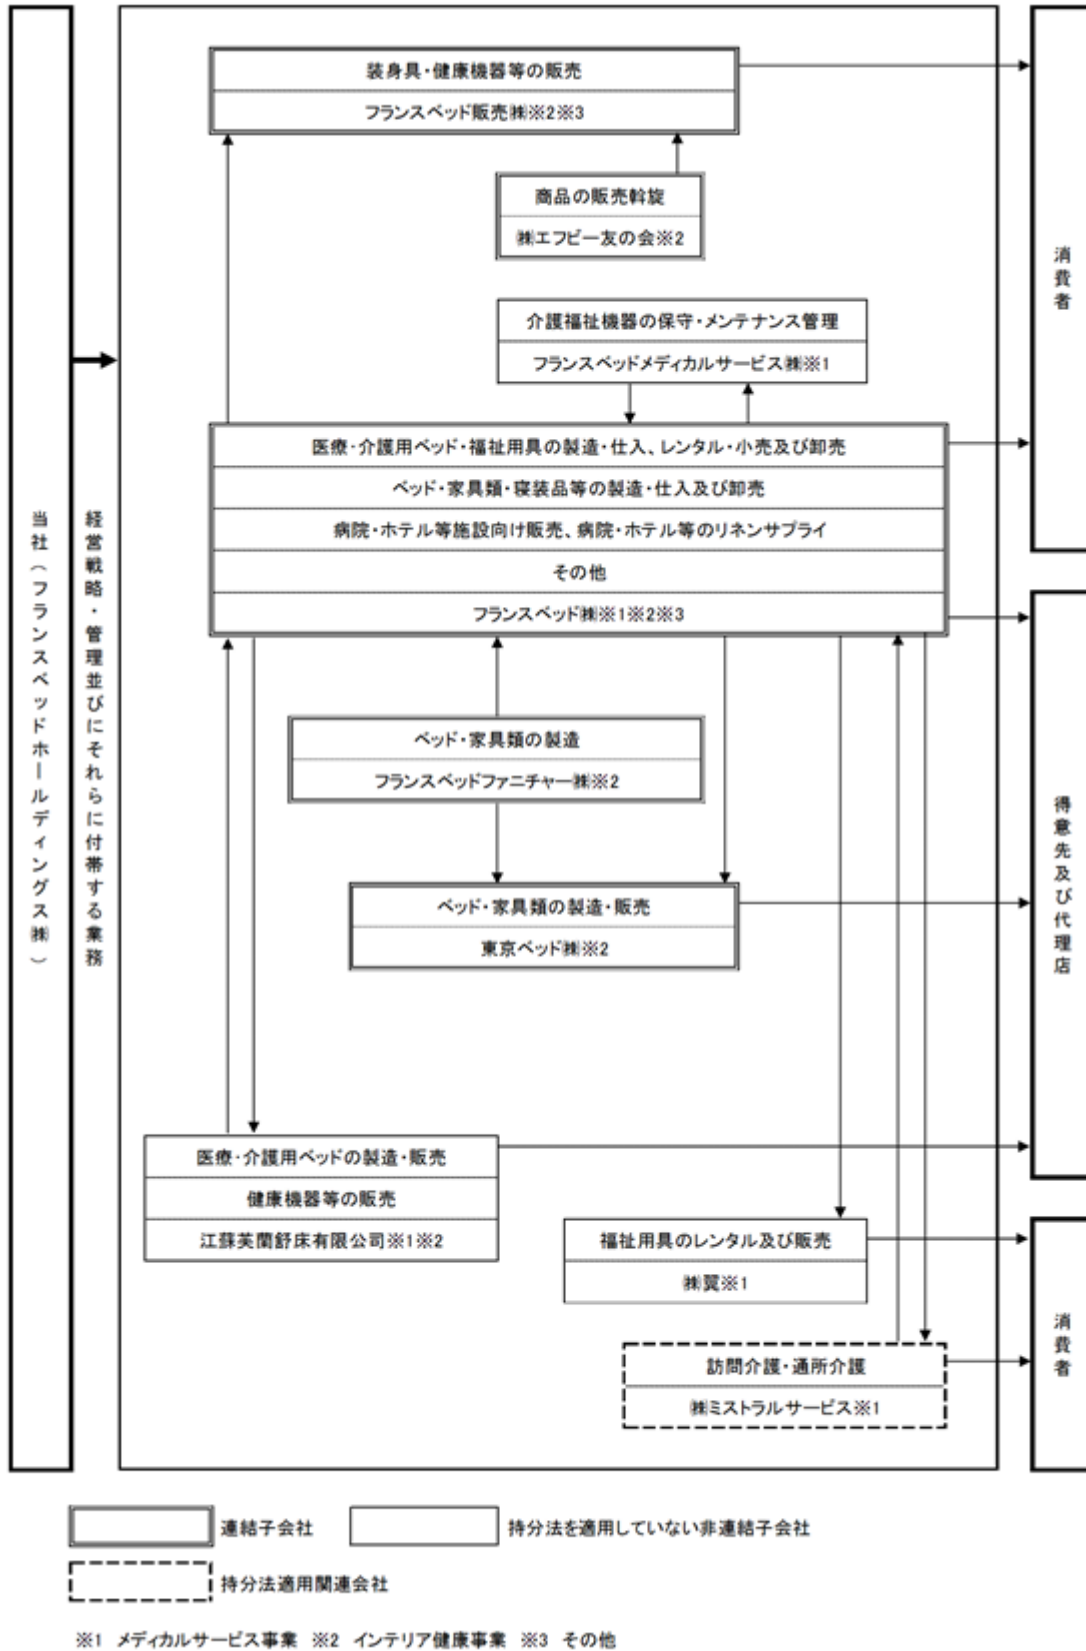 当社（フランスベッドホールディングス㈱）
経営戦略・管理並びにそれらに付帯する業務
装身具・健康機器等の販売
フランスベッド販売㈱※2※3
商品の販売斡旋
㈱エフビー友の会※2
介護福祉機器の保守・メンテナンス管理
フランスベッドメディカルサービス㈱※1
医療・介護用ベッド・福祉用具の製造・仕入、レンタル・小売及び卸売
ベッド・家具類・寝装品等の製造・仕入及び卸売
病院・ホテル等施設向け販売、病院・ホテル等のリネンサプライ
その他
フランスベッド㈱※1※2※3
ベッド・家具類の製造
フランスベッドファニチャー㈱※2
ベッド・家具類の製造・販売
東京ベッド㈱※2
医療・介護用ベッドの製造・販売
健康機器等の販売
江蘇芙蘭舒床有限公司※1※2
福祉用具のレンタル及び販売
㈱翼※1
訪問介護・通所介護
㈱ミストラルサービス※1
消費者
得意先及び代理店
消費者
連結子会社
持分法を適用していない非連結子会社
持分法適用関連会社
※1 メディカルサービス事業 ※2 インテリア健康事業 ※3 その他